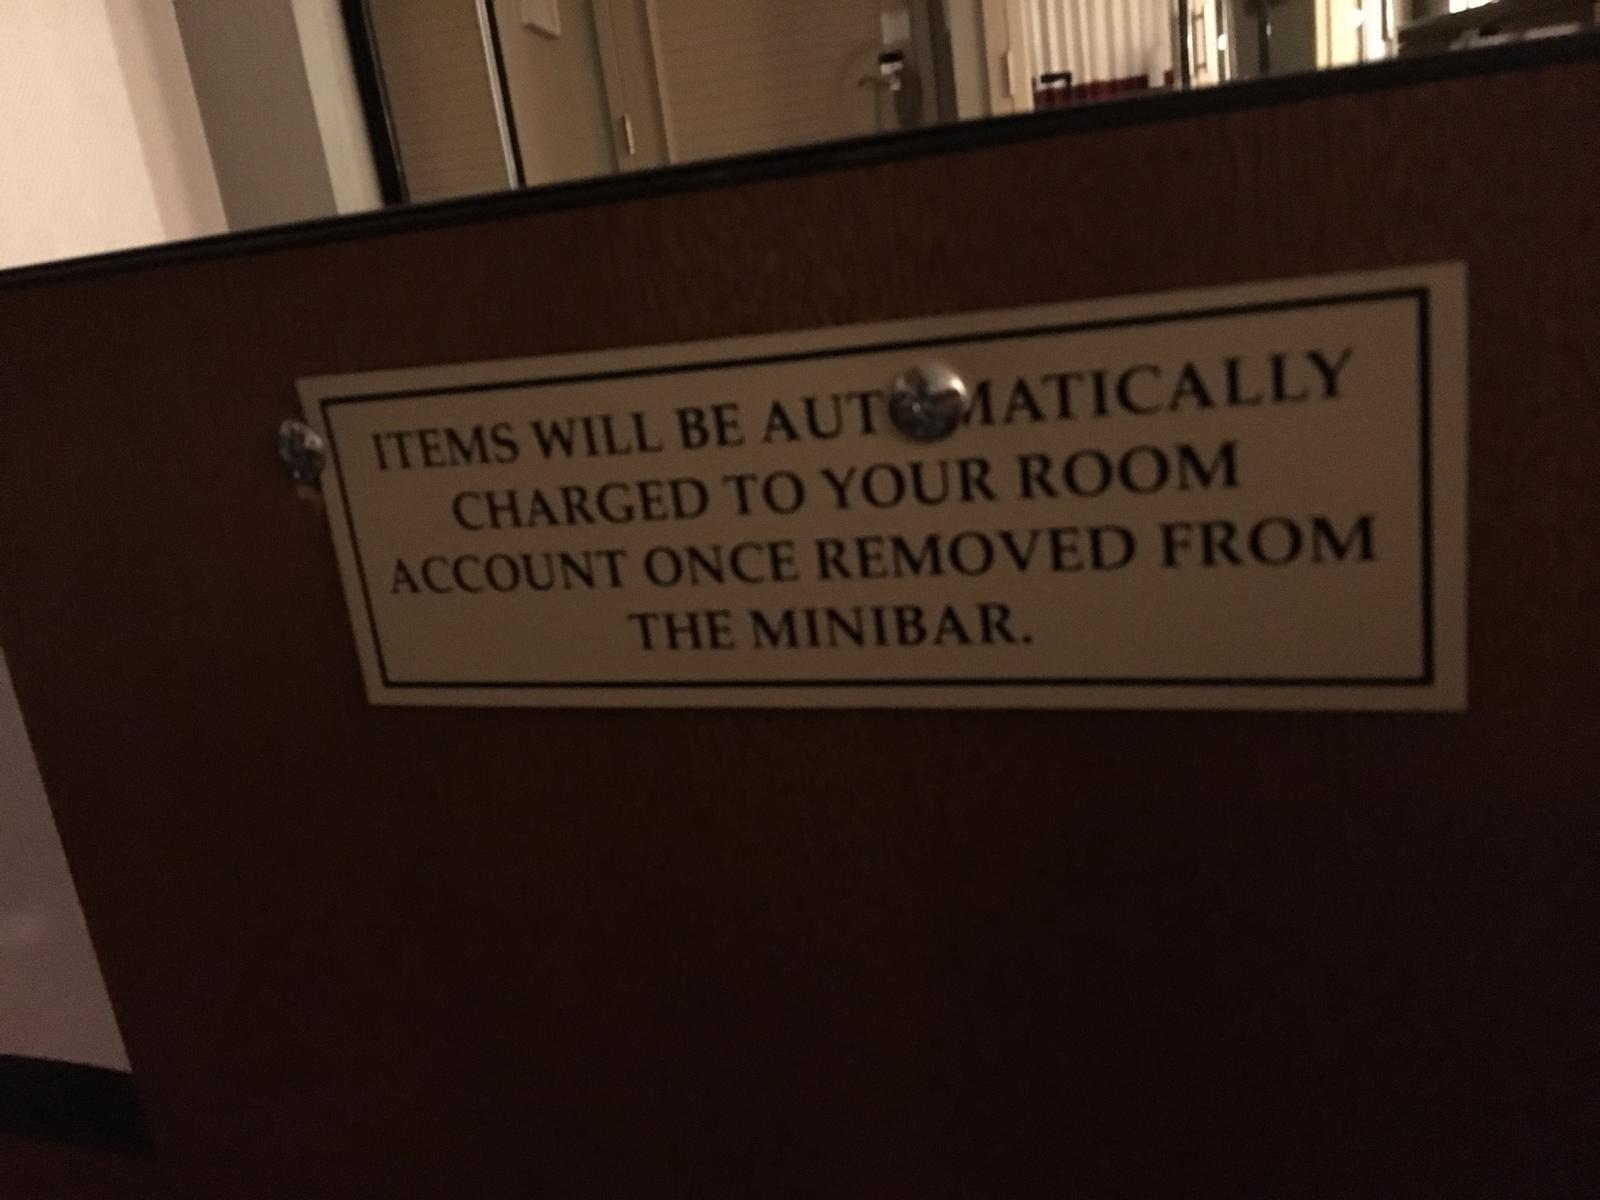 ITEMS WILL BE AUTOMATICALLY
CHARGED TO YOUR ROOM
ACCOUNT ONCE REMOVED FROM
THE MINIBAR.